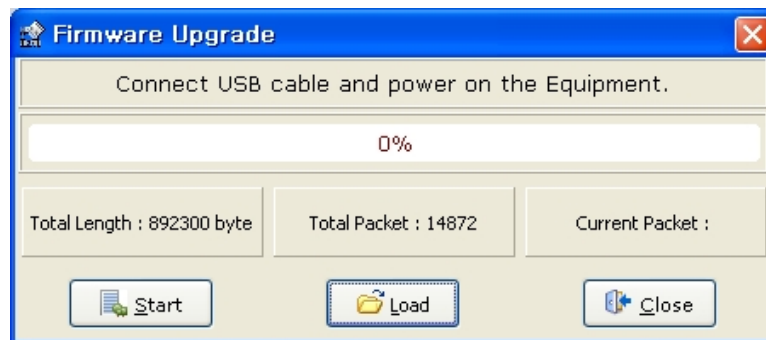 Firmware Upgrade
Connect USB cable and power on the Equipment.
0%
Total Length : 892300 byte
Total Packet : 14872
Current Packet :
Start
Load
Close